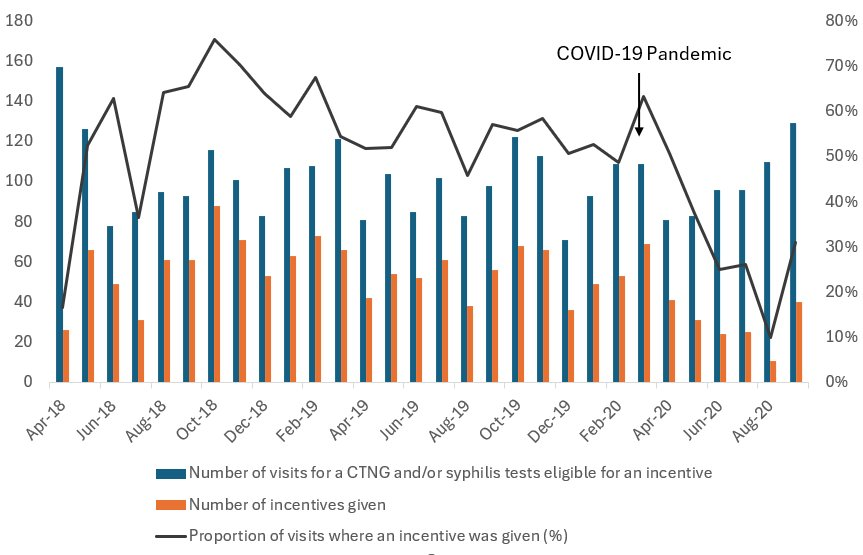 180 80%
160 70%
COVID-19 Pandemic
140 60%
120 50%
100
80 40%
60 30%
40 20%
20 10%
0 0%
Apr-18 Jun-18 Aug-18 Oct-18 Dec-18 Feb-19 Apr-19 Jun-19 Aug-19 Oct-19 Dec-19 Feb-20 Apr-20 Jun-20 Aug-20
Number of visits for a CTNG and/or syphilis tests eligible for an incentive
Number of incentives given
Proportion of visits where an incentive was given (%)